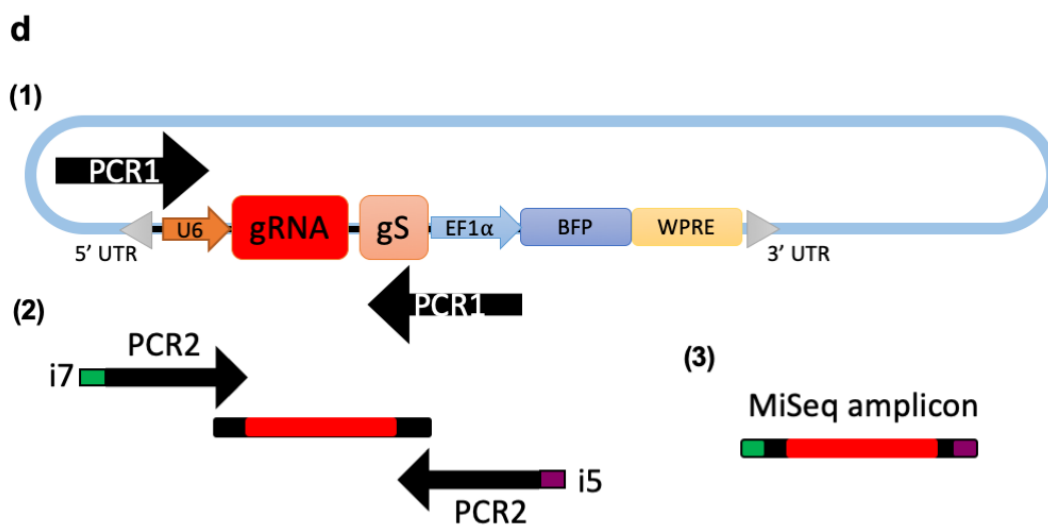 d
(1)
PCR1
U6
gRNA
gS
EF1α
BFP
WPRE
5' UTR
3' UTR
PCR1
(2)
PCR2
i7
(3)
MiSeq amplicon
i5
PCR2